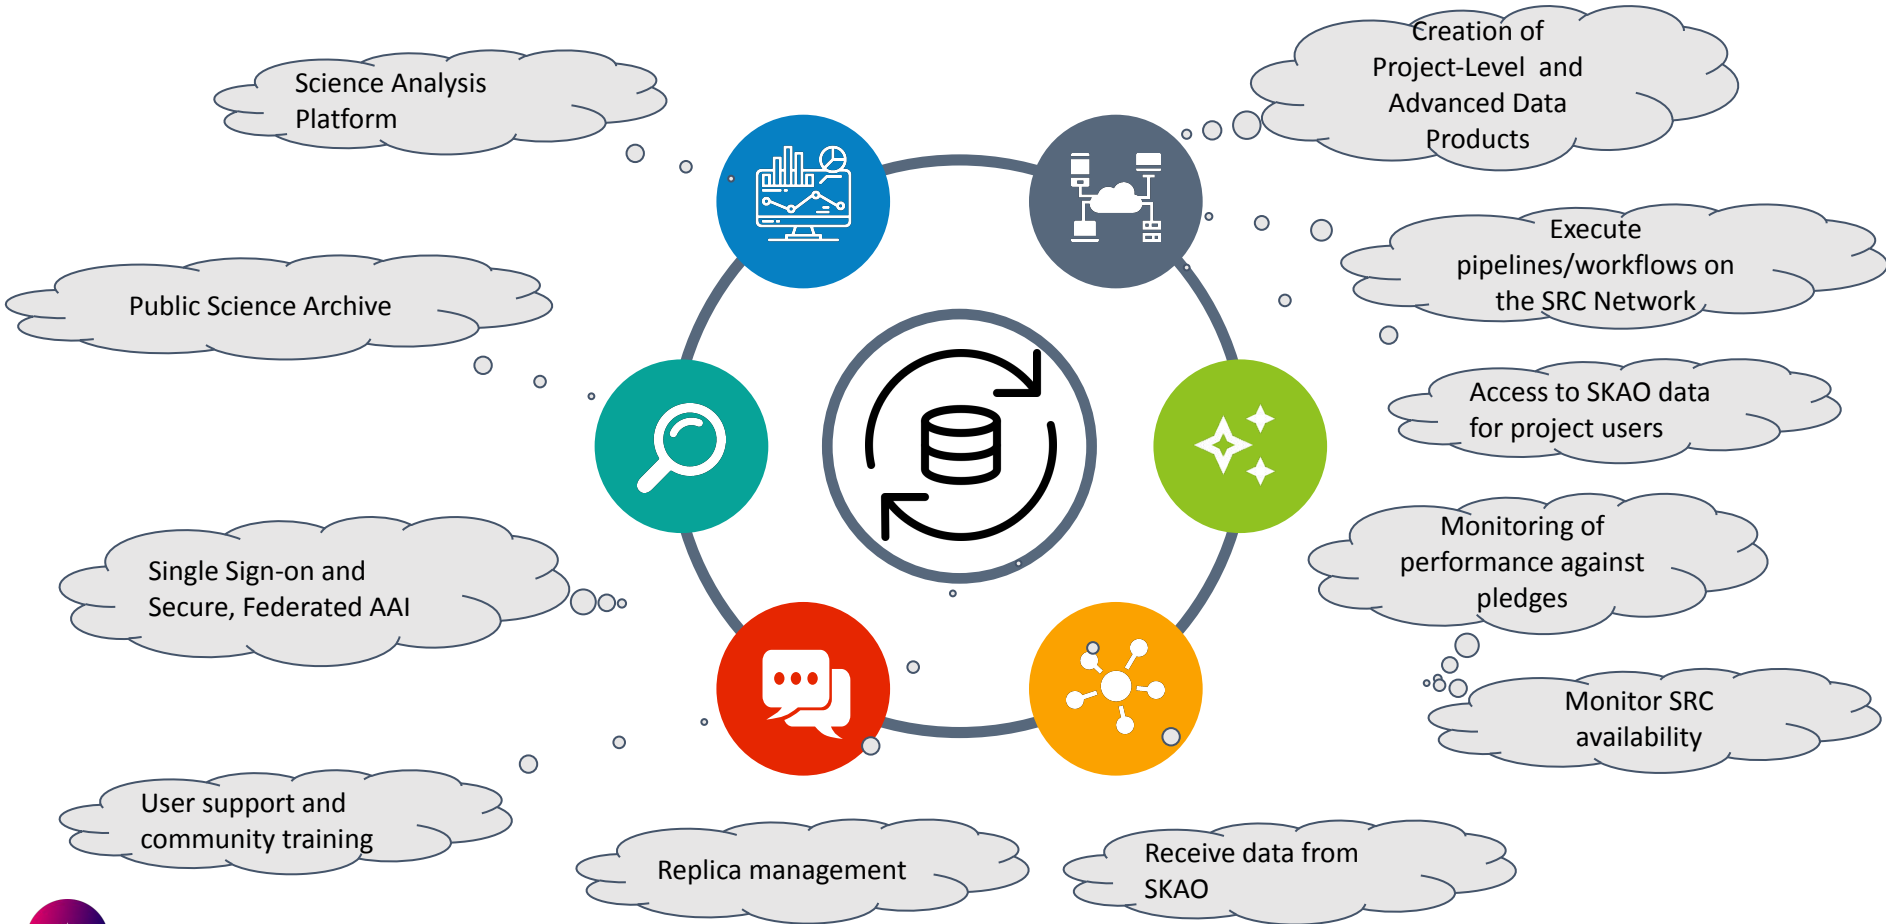 Science Analysis
Platform
Creation of
Project-Level and
Advanced Data
Products
Public Science Archive
Execute
pipelines/workflows on
the SRC Network
Access to SKAO data
for project users
Single Sign-on and
Secure, Federated AAI
Monitoring of
performance against
pledges
Monitor SRC
availability
User support and
community training
Replica management
Receive data from
SKAO